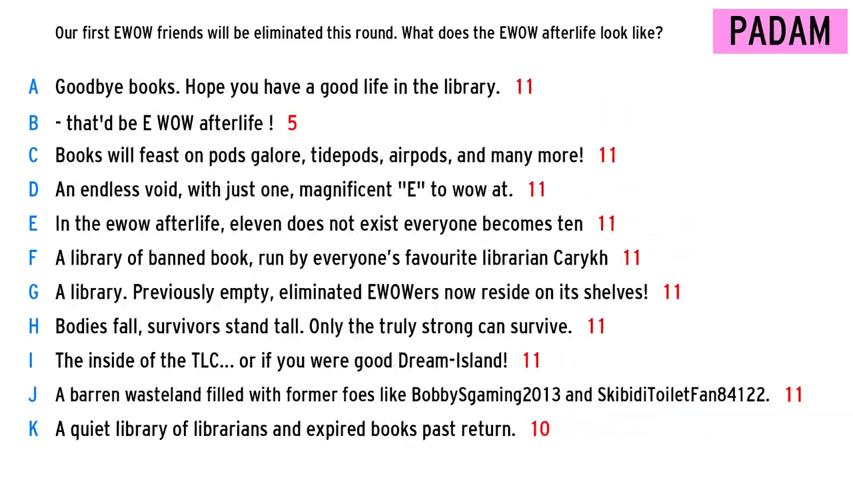 Our first EWOW friends will be eliminated this round. What does the EWOW afterlife look like?
PADAM
A Goodbye books. Hope you have a good life in the library. 11
B - that'd be E WOW afterlife ! 5
C Books will feast on pods galore, tidepods, airpods, and many more! 11
D An endless void, with just one, magnificent "E" to wow at. 11
E In the ewow afterlife, eleven does not exist everyone becomes ten 11
F A library of banned book, run by everyone’s favourite librarian Carykh 11
G A library. Previously empty, eliminated EWOWers now reside on its shelves! 11
H Bodies fall, survivors stand tall. Only the truly strong can survive. 11
I The inside of the TLC... or if you were good Dream-Island! 11
J A barren wasteland filled with former foes like BobbySgaming2013 and SkibidiToiletFan84122. 11
K A quiet library of librarians and expired books past return. 10